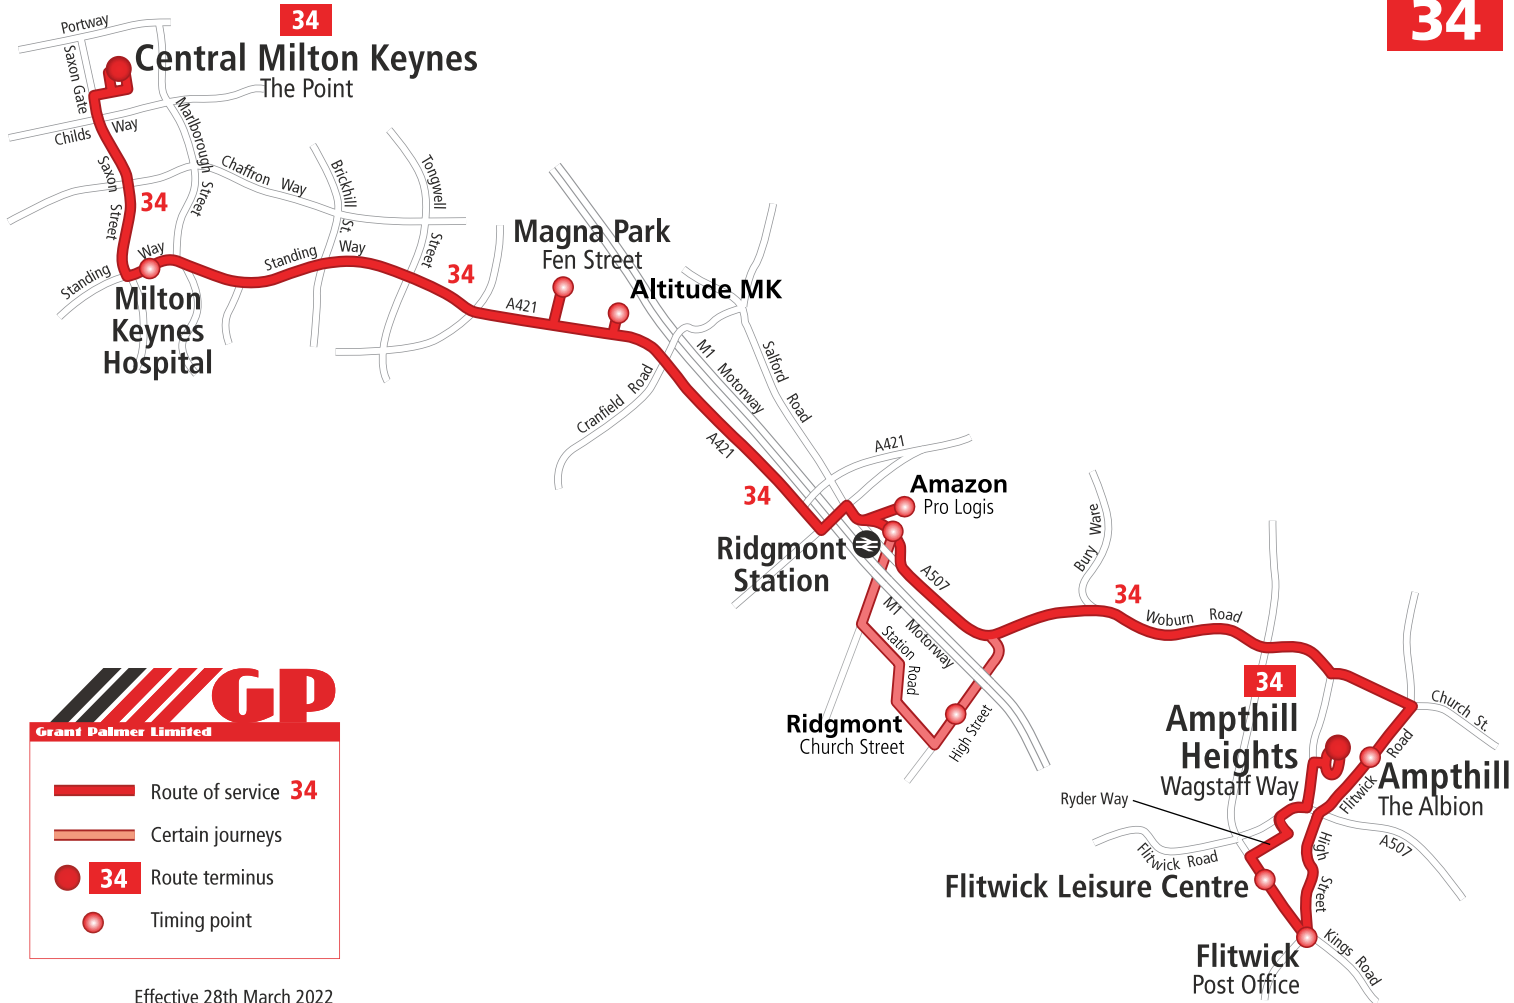 34
34
Portway
Saxon Gate
Central Milton Keynes
The Point
Childs Way
Marlborough Street
Saxon Street
34
Chaffron Way
Brickhill St.
Tongwell Street
Standing Way
Standing Way
Milton
Keynes
Hospital
34
A421
Magna Park
Fen Street
Altitude MK
Cranfield Road
M1 Motorway
Salford Road
A421
34
A421
Amazon
Pro Logis
Ridgmont
Station
A507
M1 Motorway
Station Road
Ridgmont
Church Street
High Street
Bury Ware
34
Woburn Road
34
Ampthill
Heights
Wagstaff Way
Church St.
Flitwick Road
Ampthill
The Albion
Ryder Way
Flitwick Road
A507
High Street
Flitwick Leisure Centre
Flitwick
Post Office
Kings Road
GP
Grant Palmer Limited
Route of service 34
Certain journeys
34 Route terminus
Timing point
Effective 28th March 2022